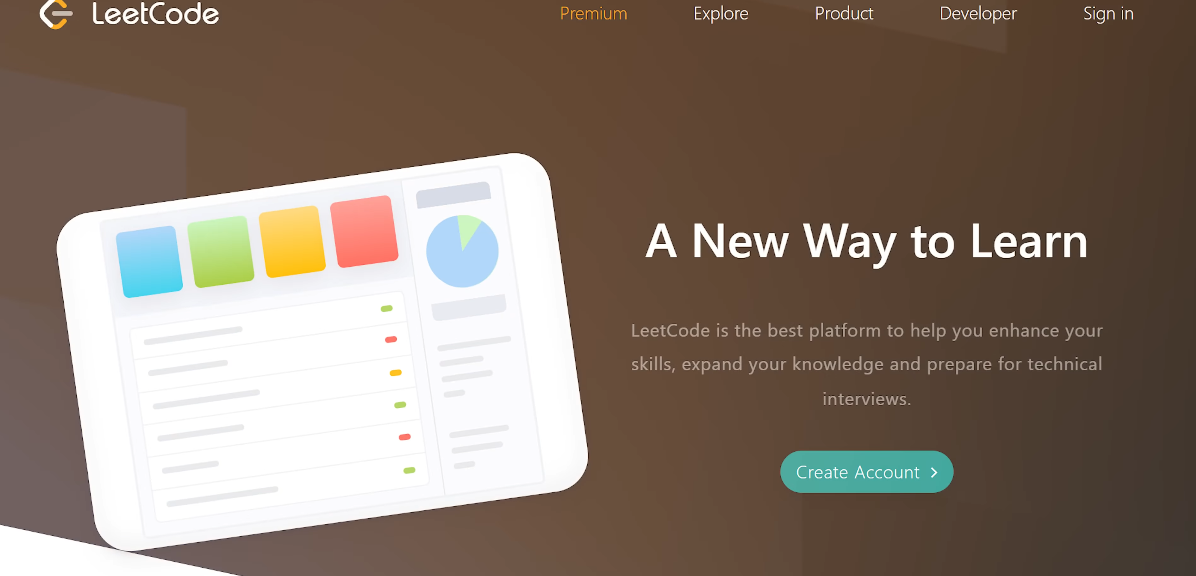 LeetCode
Premium Explore Product Developer Sign in
A New Way to Learn
LeetCode is the best platform to help you enhance your
skills, expand your knowledge and prepare for technical
interviews.
Create Account